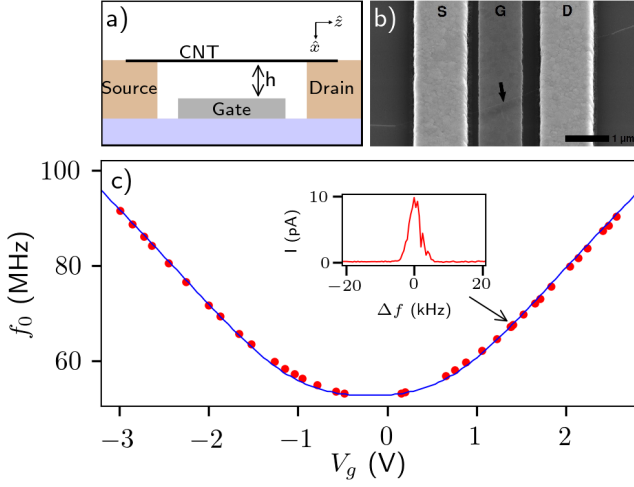 a)
ẑ
x̂
CNT
h
Source
Drain
Gate
b)
S
G
D
1 μm
c)
100
80
60
f₀ (MHz)
−3
−2
−1
0
1
2
V_g (V)
10
0
I (pA)
−20
0
20
Δf (kHz)